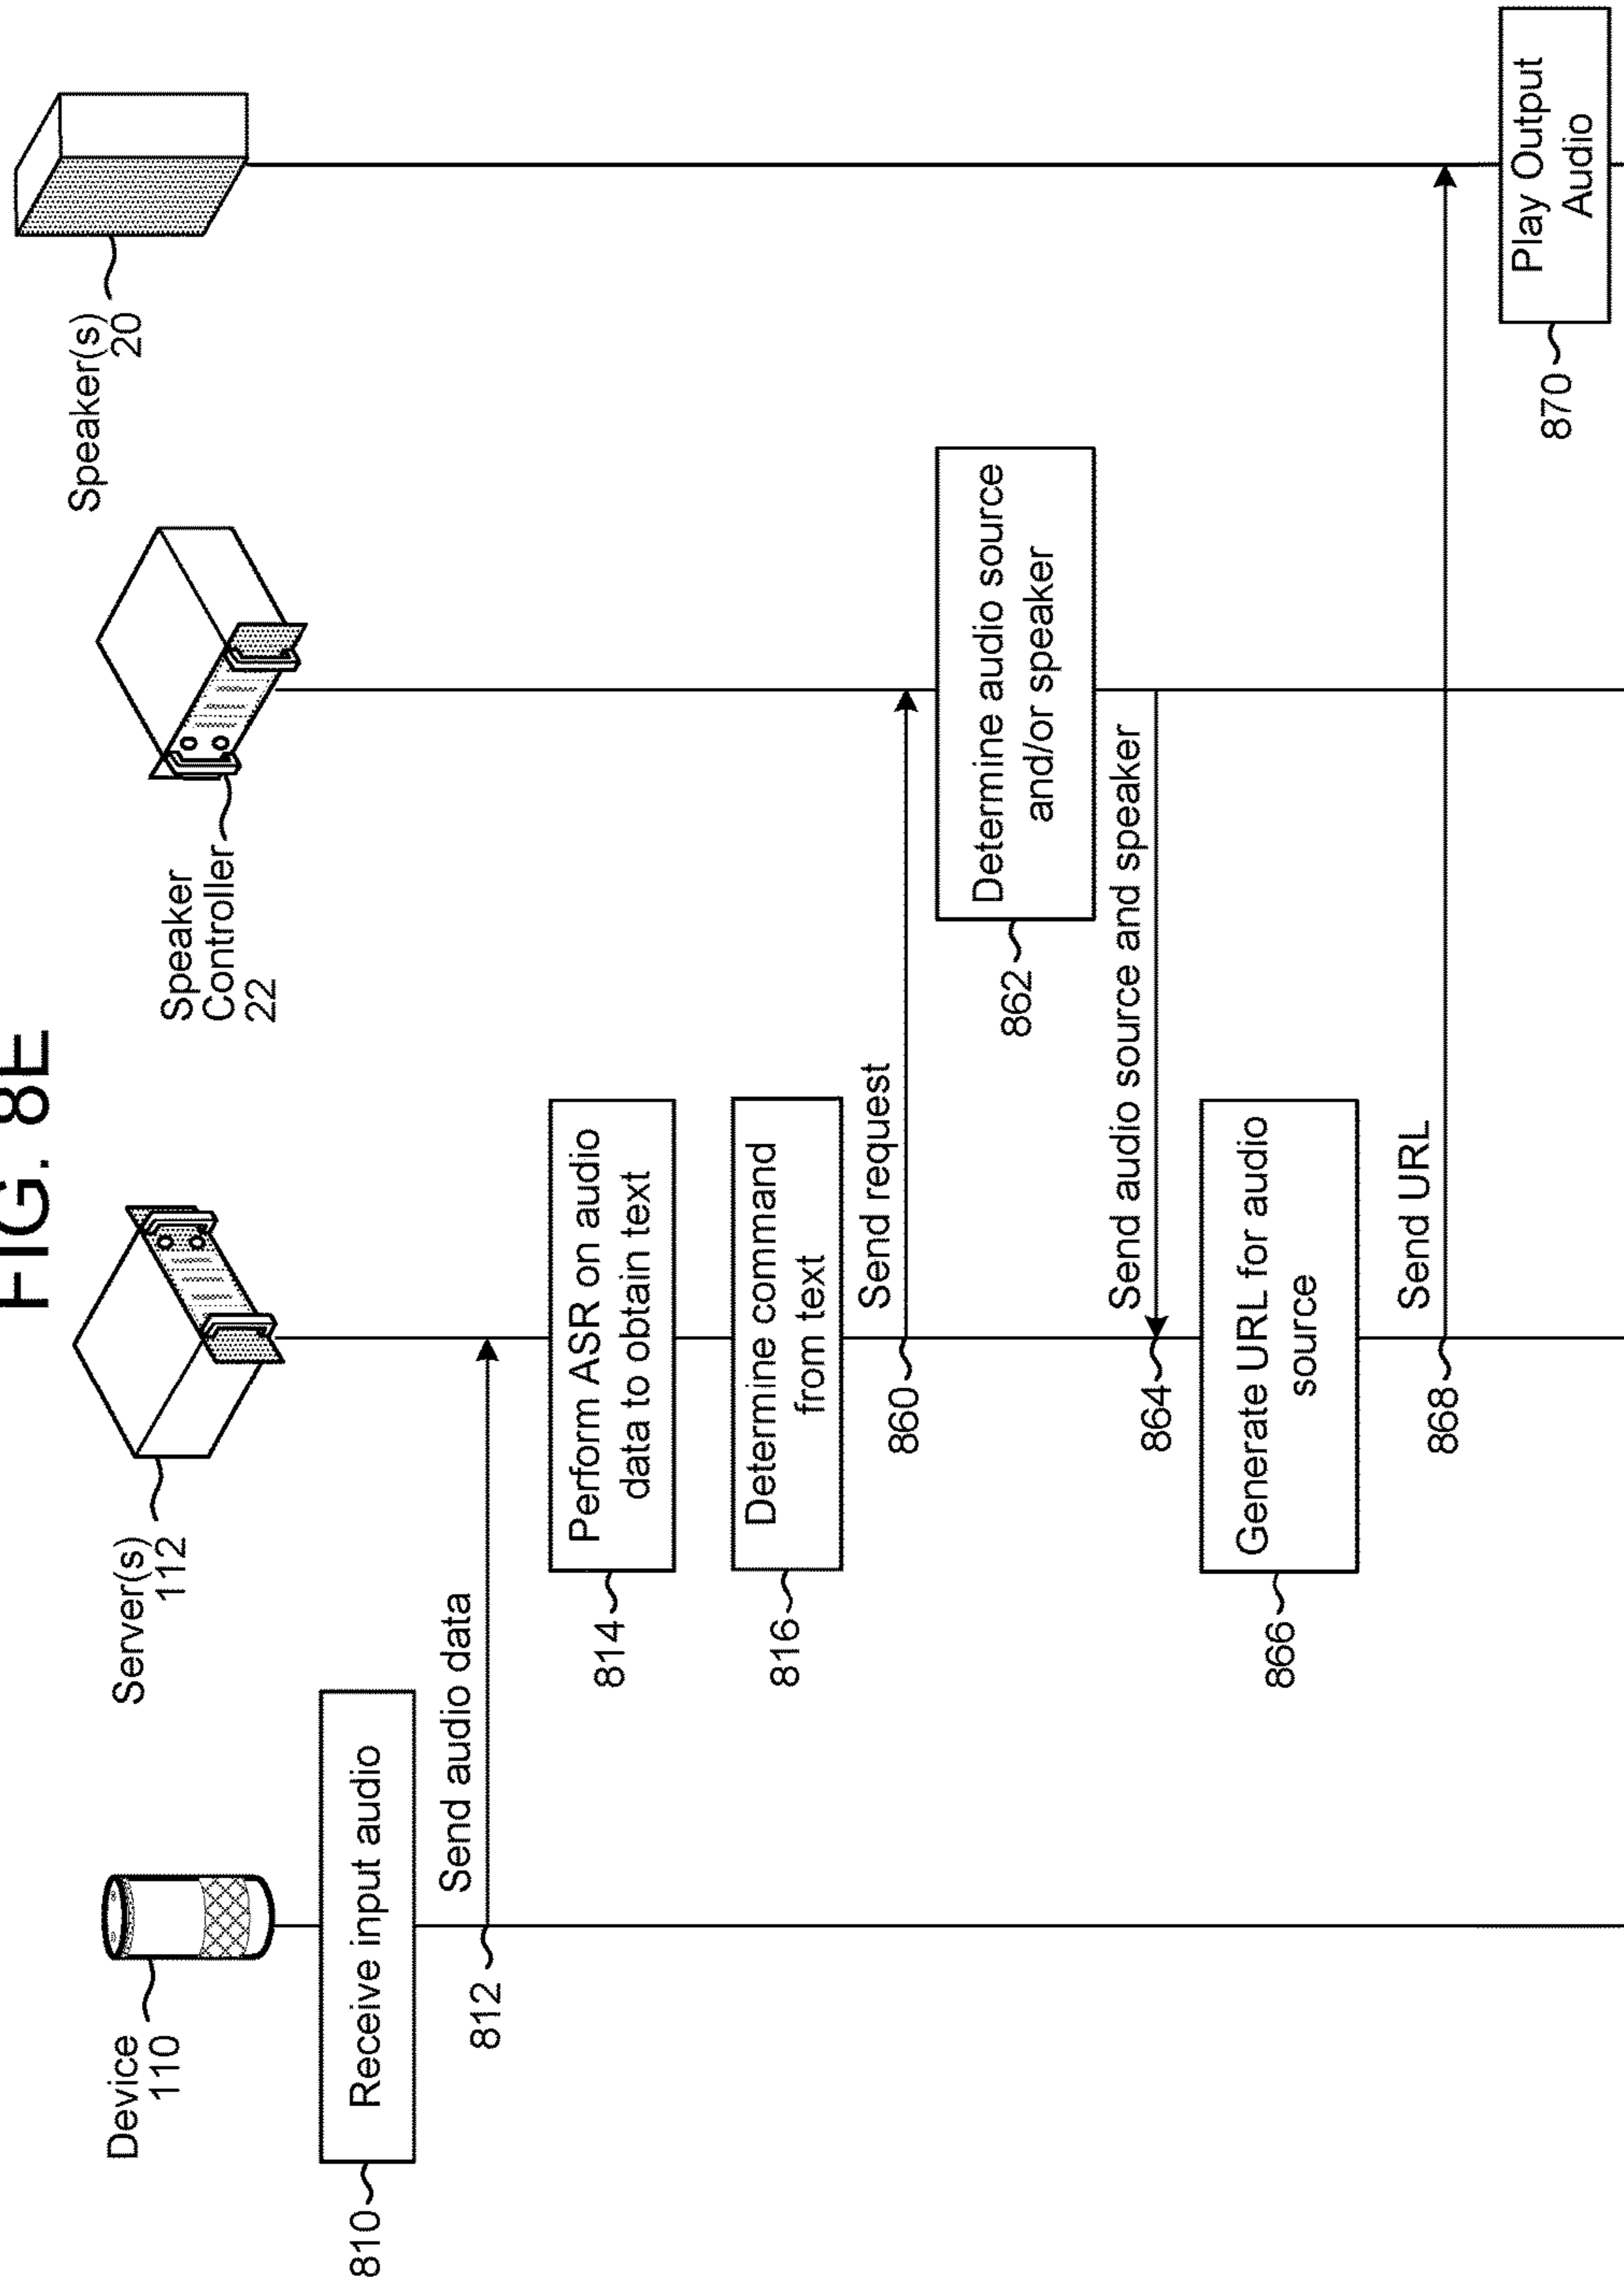 FIG. 8E
Device
110
Server(s)
112
Speaker
Controller
22
Speaker(s)
20
810
Receive input audio
Send audio data
812
814
Perform ASR on audio
data to obtain text
816
Determine command
from text
Send request
860
862
Determine audio source
and/or speaker
Send audio source and speaker
864
866
Generate URL for audio
source
Send URL
868
870
Play Output
Audio